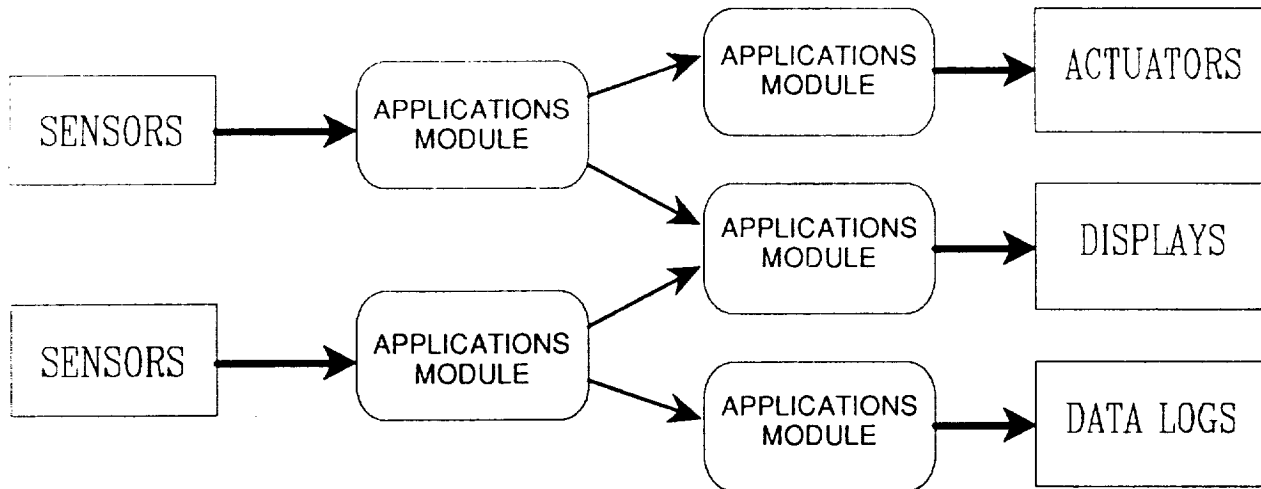 SENSORS
APPLICATIONS
MODULE
APPLICATIONS
MODULE
ACTUATORS
APPLICATIONS
MODULE
DISPLAYS
SENSORS
APPLICATIONS
MODULE
APPLICATIONS
MODULE
DATA LOGS